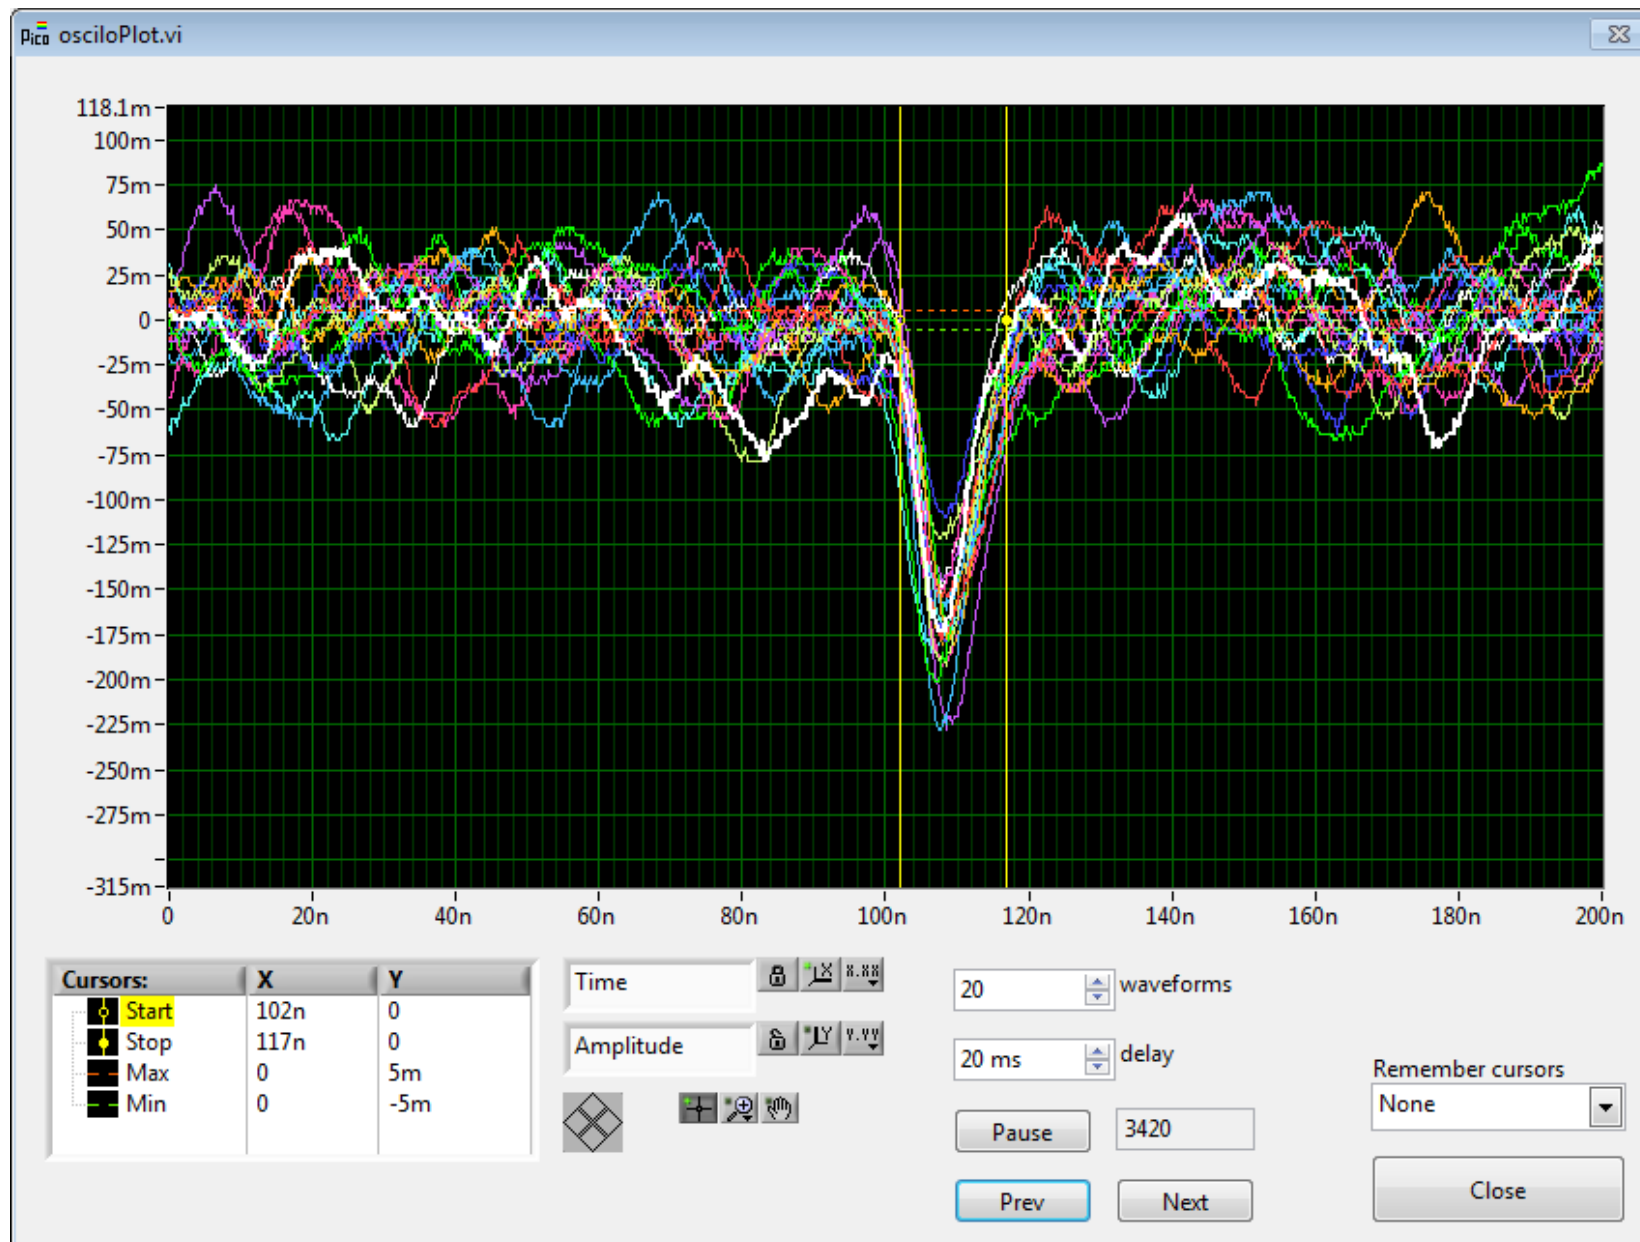 Pico osciloPlot.vi
118.1m
100m
75m
50m
25m
0
-25m
-50m
-75m
-100m
-125m
-150m
-175m
-200m
-225m
-250m
-275m
-315m
0 20n 40n 60n 80n 100n 120n 140n 160n 180n 200n
Cursors: X Y
Start 102n 0
Stop 117n 0
Max 0 5m
Min 0 -5m
Time X X.XX
Amplitude Y Y.YY
20 waveforms
20 ms delay
Pause 3420
Prev Next
Remember cursors
None
Close